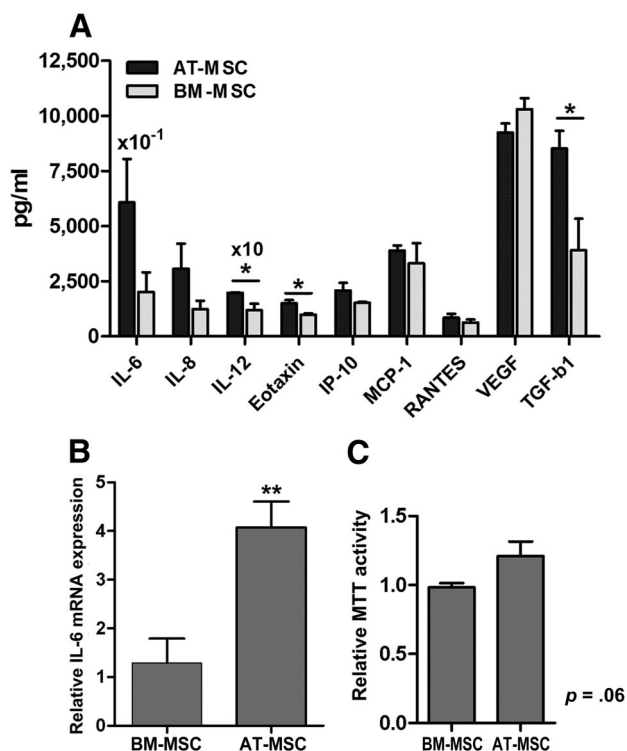 A
12,500
10,000
7,500
5,000
2,500
0
pg/ml
AT-MSC
BM-MSC
x10-1
x10
*
*
*
IL-6
IL-8
IL-12
Eotaxin
IP-10
MCP-1
RANTES
VEGF
TGF-b1
B
Relative IL-6 mRNA expression
5
4
3
2
1
0
**
BM-MSC
AT-MSC
C
Relative MTT activity
1.5
1.0
0.5
0.0
BM-MSC
AT-MSC
p = .06